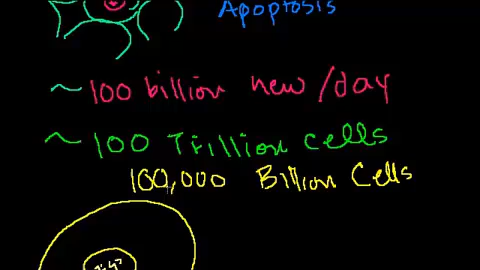 Apoptosis
~100 billion new/day
~100 Trillion cells
100,000 Billion Cells